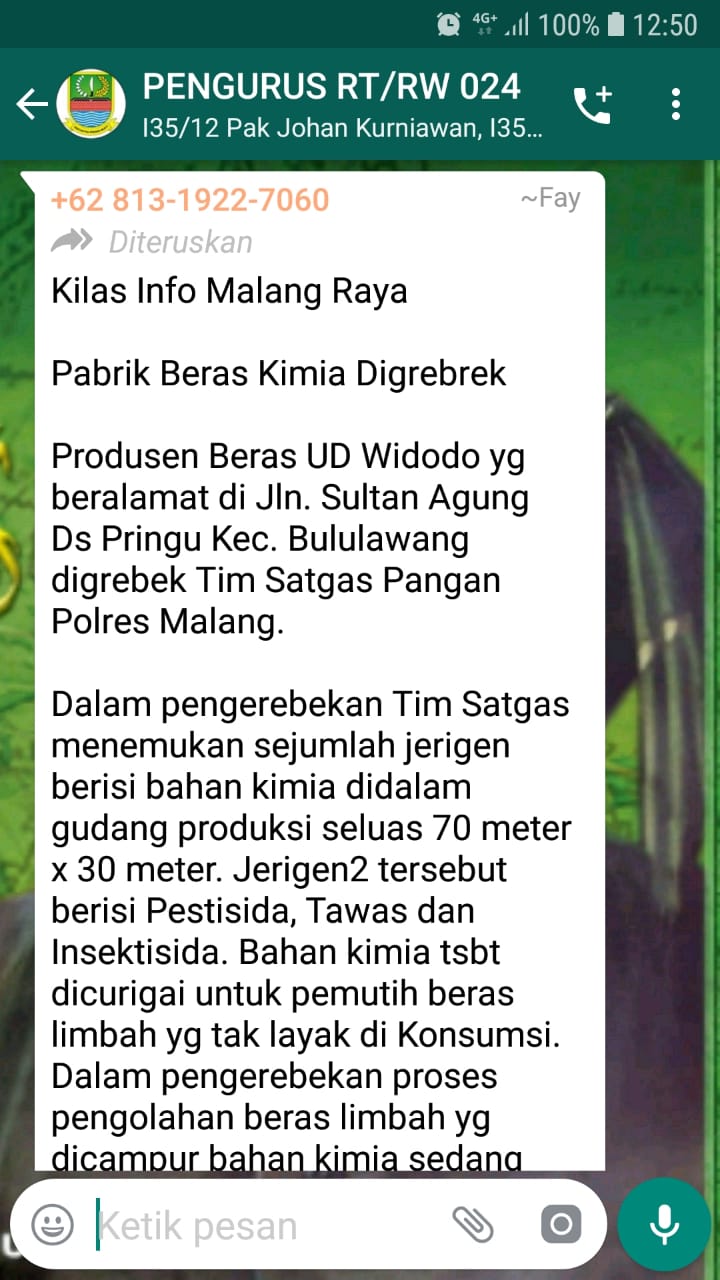 4G+ 100% 12:50
PENGURUS RT/RW 024
I35/12 Pak Johan Kurniawan, I35...
+62 813-1922-7060 ~Fay
Diteruskan
Kilas Info Malang Raya
Pabrik Beras Kimia Digrebrek
Produsen Beras UD Widodo yg
beralamat di Jln. Sultan Agung
Ds Pringu Kec. Bululawang
digrebek Tim Satgas Pangan
Polres Malang.
Dalam pengerebekan Tim Satgas
menemukan sejumlah jerigen
berisi bahan kimia didalam
gudang produksi seluas 70 meter
x 30 meter. Jerigen2 tersebut
berisi Pestisida, Tawas dan
Insektisida. Bahan kimia tsbt
dicurigai untuk pemutih beras
limbah yg tak layak di Konsumsi.
Dalam pengerebekan proses
pengolahan beras limbah yg
dicampur bahan kimia sedang
Ketik pesan